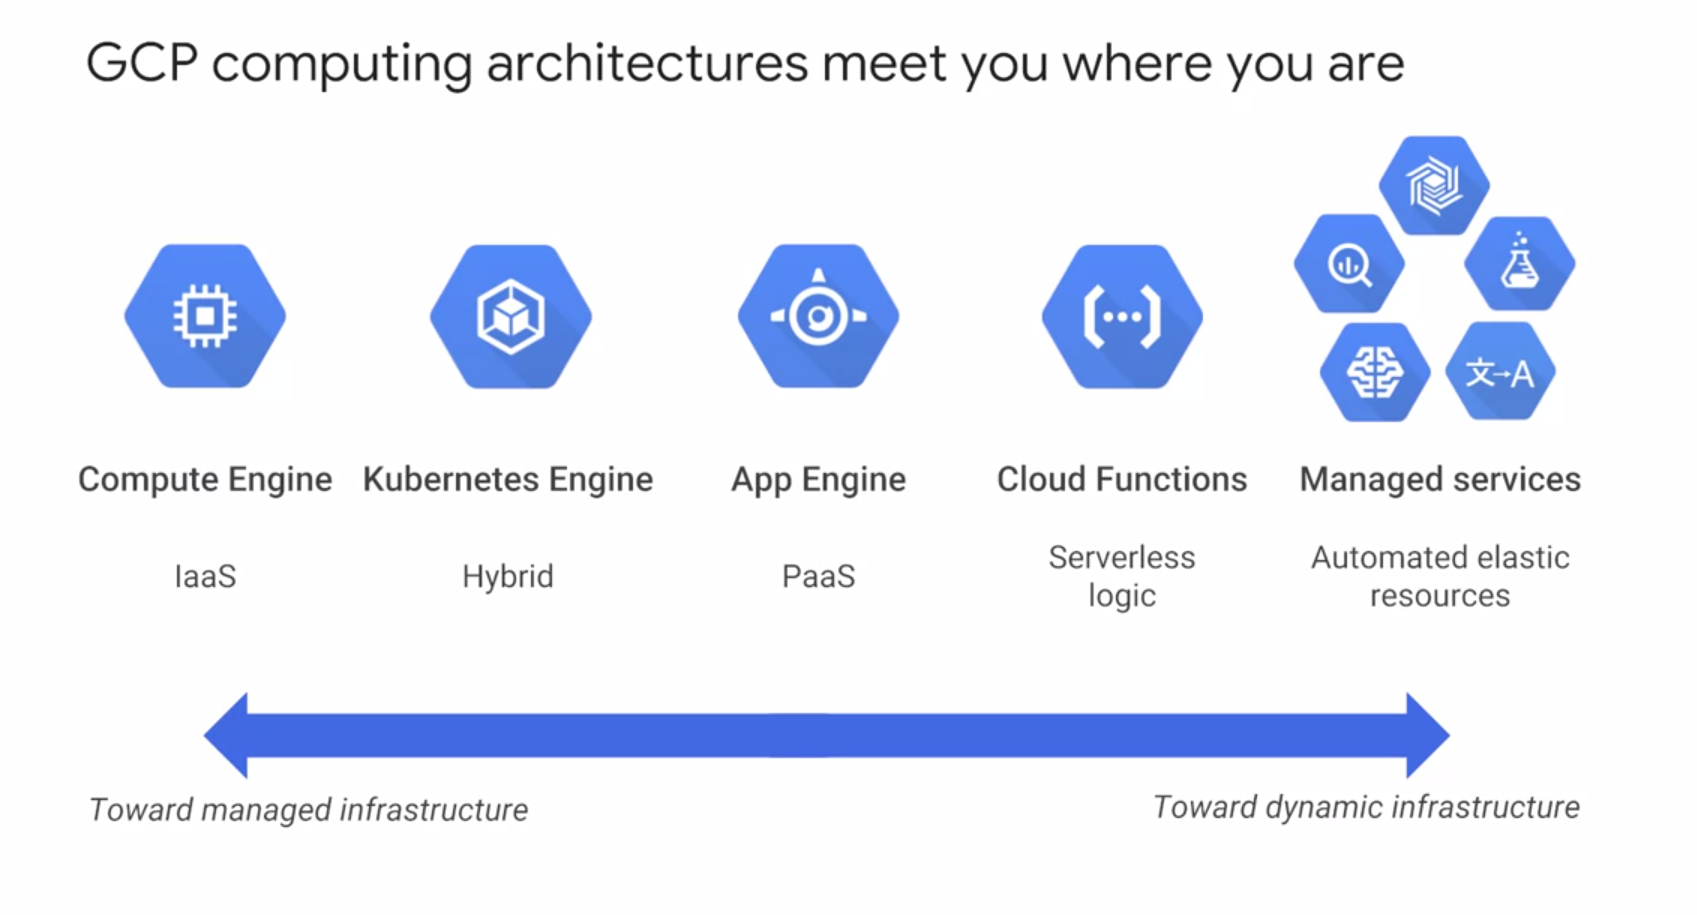 GCP computing architectures meet you where you are
文→A
Compute Engine
Kubernetes Engine
App Engine
Cloud Functions
Managed services
IaaS
Hybrid
PaaS
Serverless
logic
Automated elastic
resources
Toward managed infrastructure
Toward dynamic infrastructure